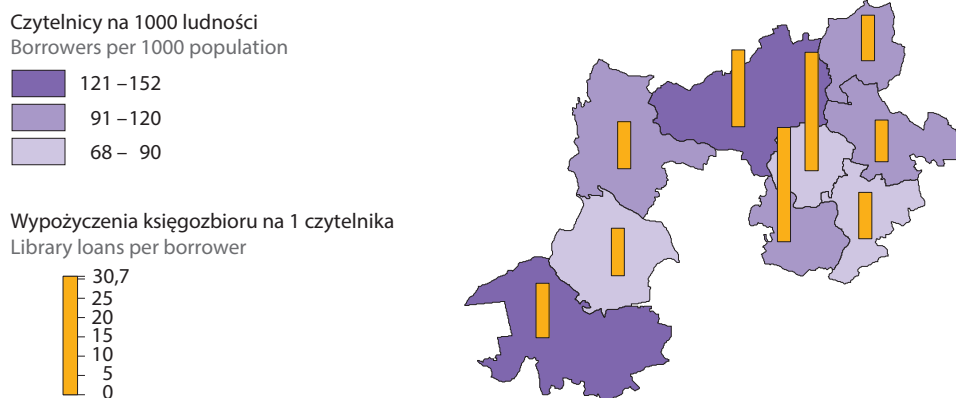 Czytelnicy na 1000 ludności
Borrowers per 1000 population
121 –152
91 –120
68 – 90
Wypożyczenia księgozbioru na 1 czytelnika
Library loans per borrower
30,7
25
20
15
10
5
0